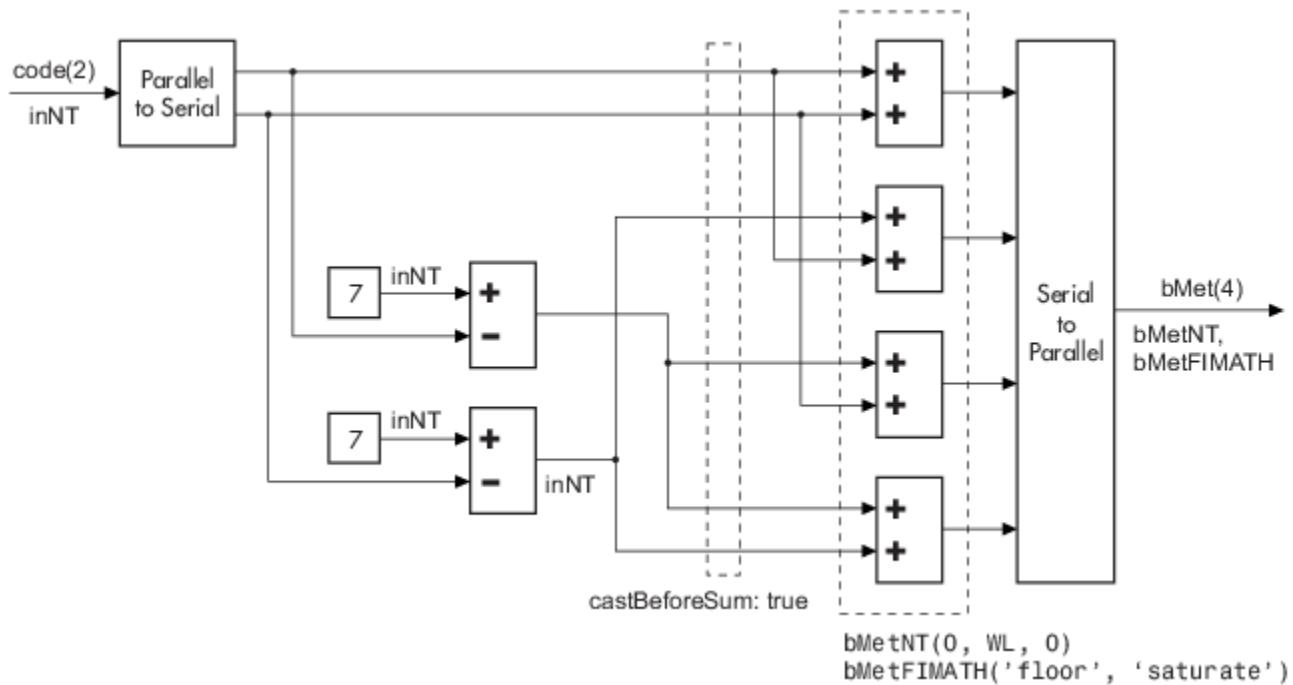 code(2)
inNT
Parallel
to Serial
+
+
+
+
7
inNT
+
−
+
+
7
inNT
+
−
inNT
+
+
castBeforeSum: true
Serial
to
Parallel
bMet(4)
bMetNT,
bMetFIMATH
bMetNT(0, WL, 0)
bMetFIMATH('floor', ‘saturate’)